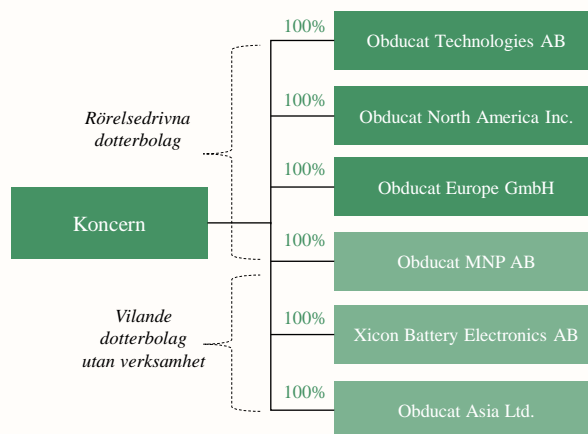 100%
Obducat Technologies AB
Rörelsedrivna
dotterbolag
100%
Obducat North America Inc.
100%
Obducat Europe GmbH
Koncern
100%
Obducat MNP AB
Vilande
dotterbolag
utan verksamhet
100%
Xicon Battery Electronics AB
100%
Obducat Asia Ltd.